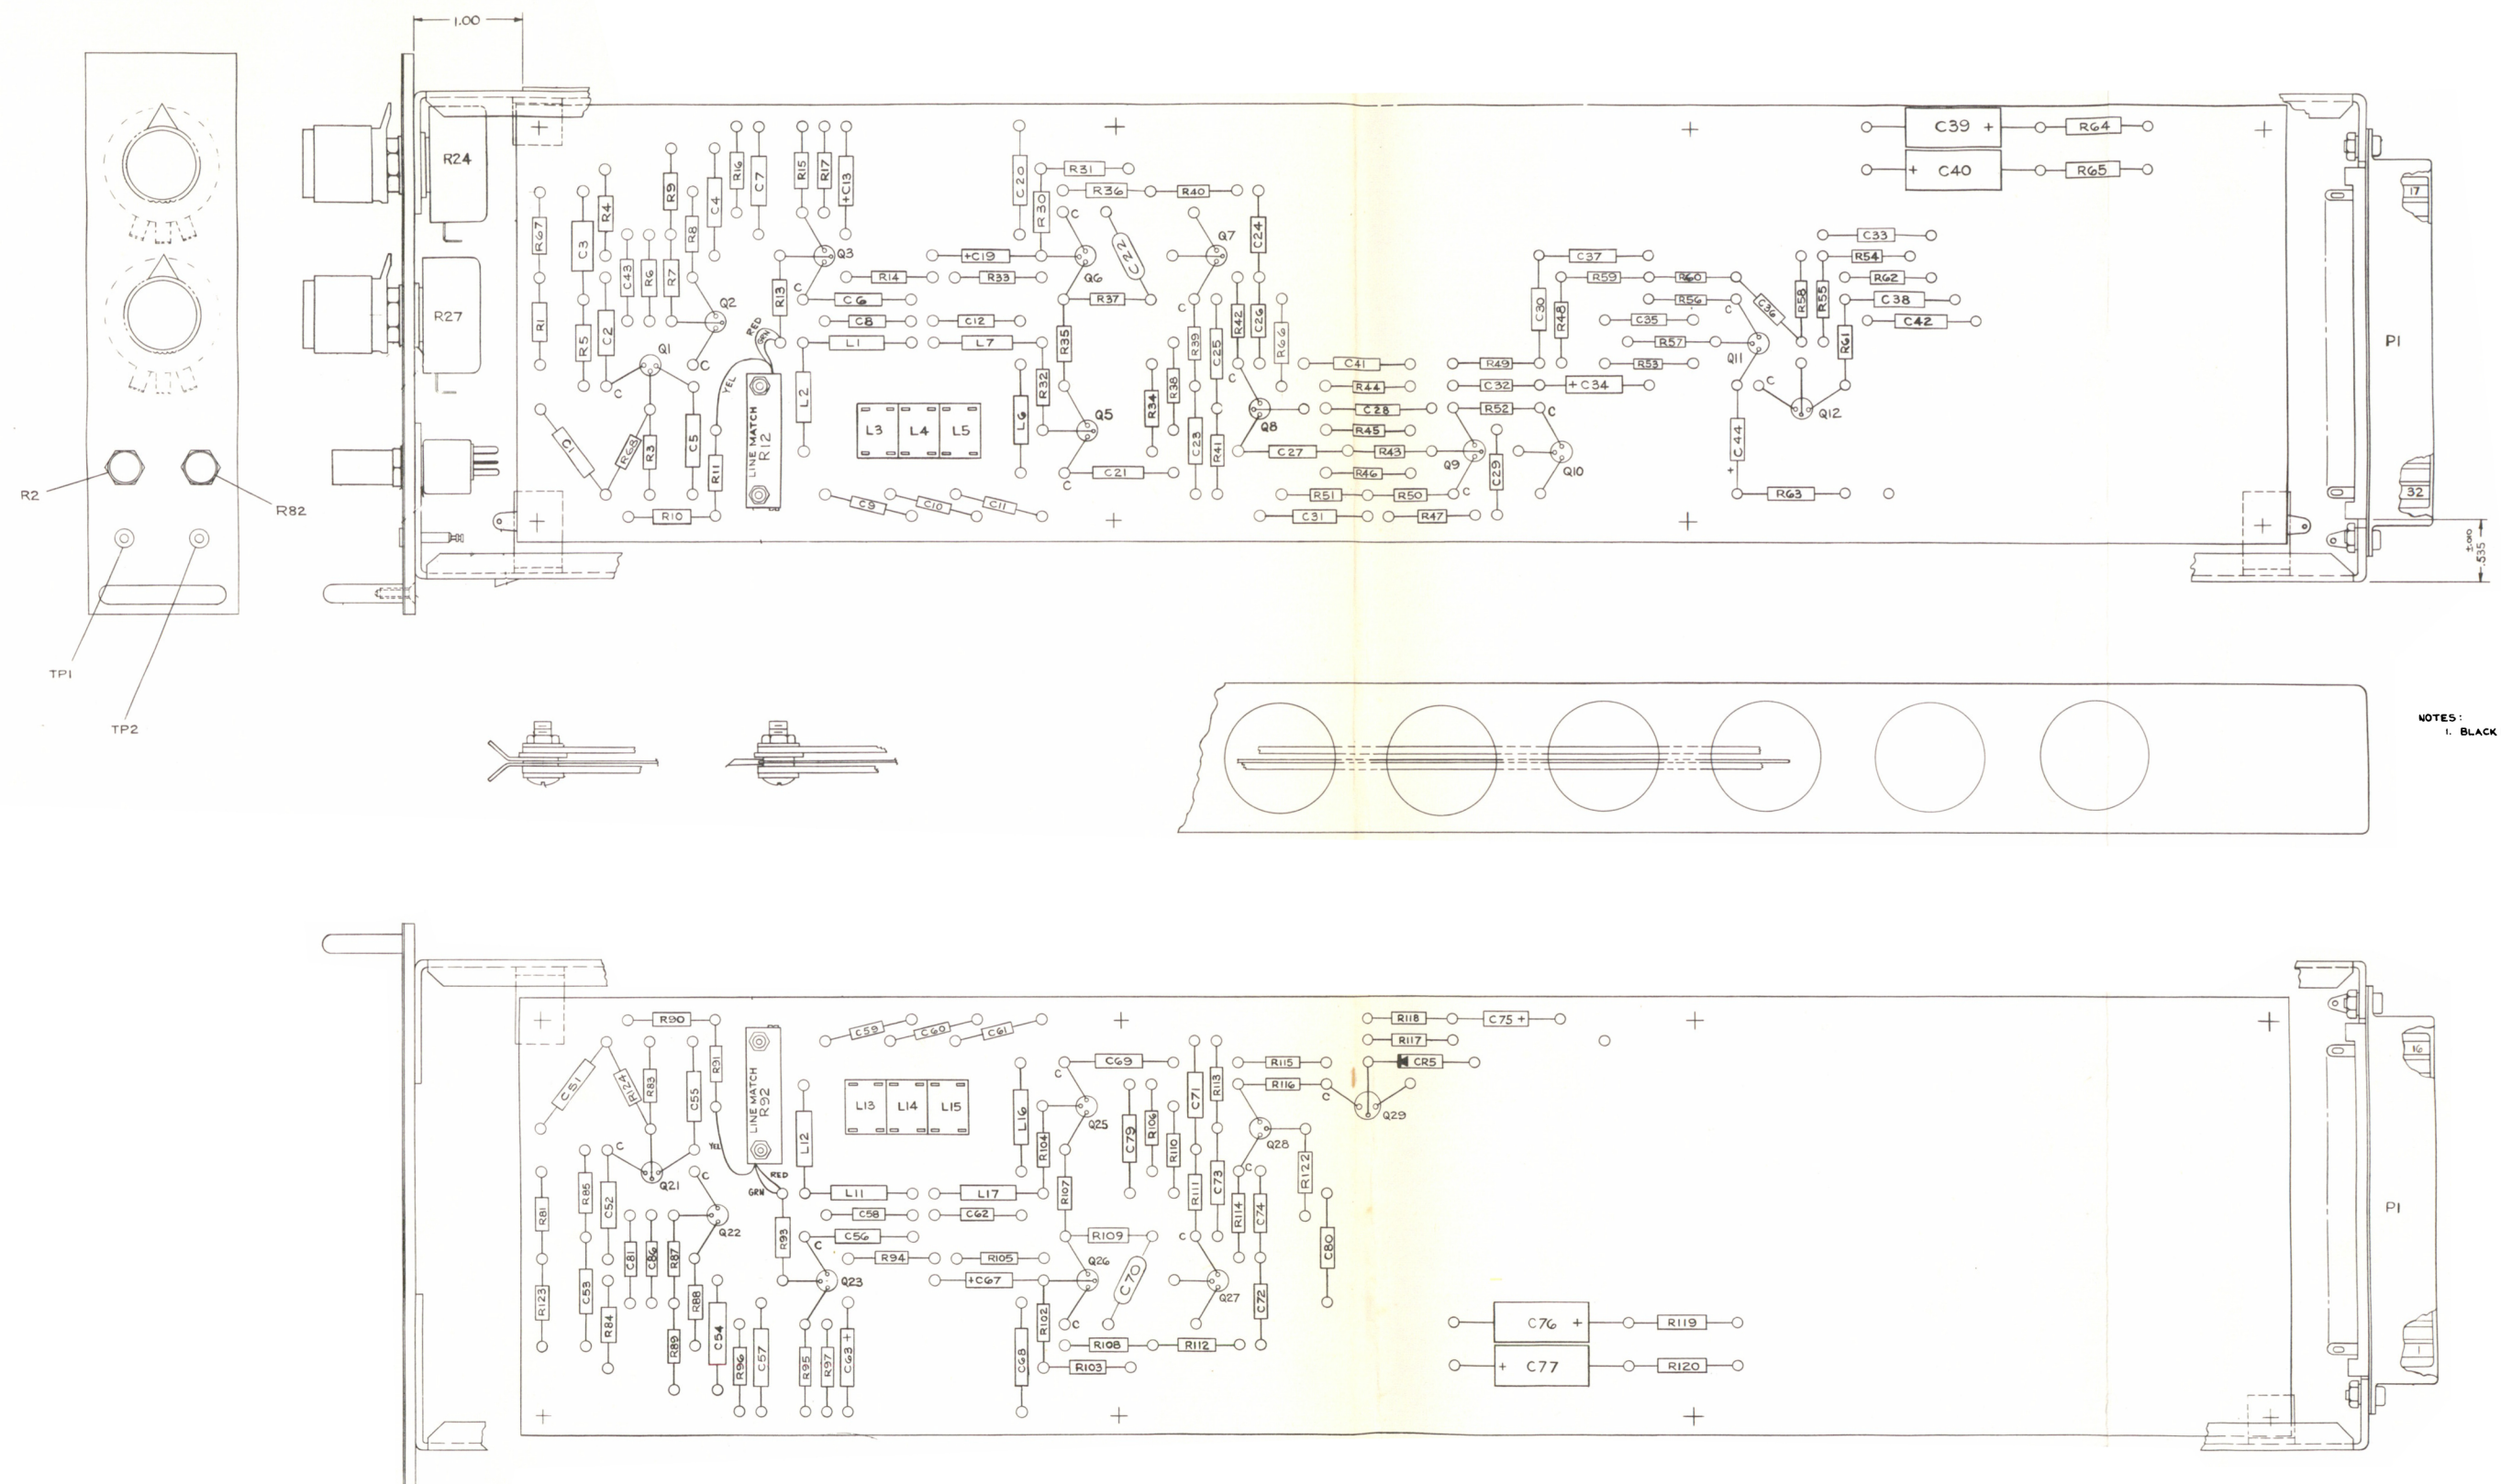 1.00
R24
R27
R2
R82
TP1
TP2
C39 +
R64
+ C40
R65
R16
C7
R15
R17
+C13
R9
C4
R4
R67
C3
R8
C43
R6
R7
Q3
C20
R31
R36
R40
R30
C
C22
Q7
C24
+C19
Q6
R14
R33
R13
C
C6
R37
C
C37
C33
R54
R59
R60
R58
R55
R62
R56
C
C36
C38
C30
R48
C35
C42
R1
R5
C2
Q2
RED
GRN
C8
C12
L1
L7
R35
R39
C25
R42
C26
R66
R57
Q11
R61
P1
17
32
Q1
C
C
YEL
L2
R32
R38
C
C41
R49
R53
R44
C32
+ C34
C
Q12
C1
R68
R3
C5
R11
LINE MATCH
R12
L3
L4
L5
L6
Q5
R34
C23
R41
Q8
C28
R52
C
R45
C27
R43
Q9
C29
Q10
C44
+
C
C21
R46
R51
R50
C
R63
R10
C9
C10
C11
C31
R47
±.010
.535
NOTES:
1. BLACK
R90
C59
C60
C61
R118
C75 +
R117
CR5
C51
R124
R83
C55
R91
LINE MATCH
R92
L13
L14
L15
L16
C69
C
Q25
C79
R106
C71
R113
R115
R116
C
Q29
16
C
YEL
L12
R104
R110
Q28
C
R122
Q21
C
RED
GRN
R81
R85
C52
L11
L17
R107
R111
C73
R114
C74
P1
C81
C86
R87
Q22
C58
C62
R93
C
C56
R109
C
C80
R94
R105
Q26
R123
C53
R84
R88
C54
Q23
+C67
C70
Q27
C72
R102
C
R89
R96
C57
R95
R97
C63 +
C68
R108
R112
R103
C76 +
R119
+ C77
R120
1